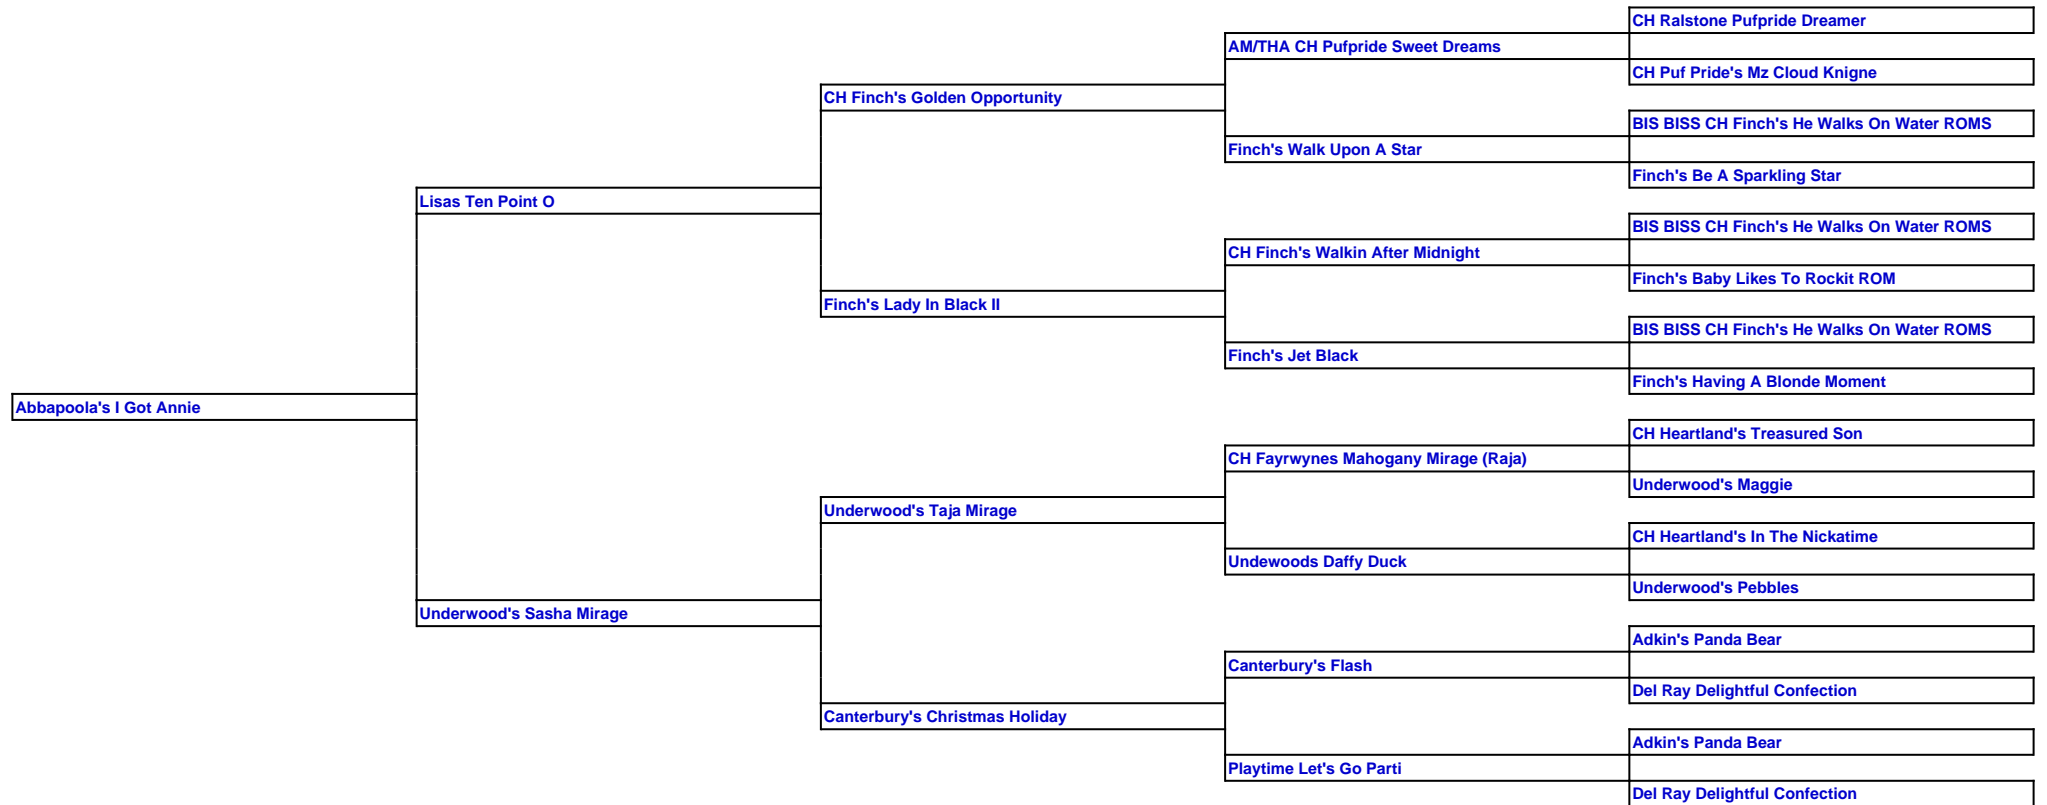 CH Ralstone Pufpride Dreamer
AM/THA CH Pufpride Sweet Dreams
CH Puf Pride's Mz Cloud Knigne
CH Finch's Golden Opportunity
BIS BISS CH Finch's He Walks On Water ROMS
Finch's Walk Upon A Star
Finch's Be A Sparkling Star
Lisas Ten Point O
BIS BISS CH Finch's He Walks On Water ROMS
CH Finch's Walkin After Midnight
Finch's Baby Likes To Rockit ROM
Finch's Lady In Black II
BIS BISS CH Finch's He Walks On Water ROMS
Finch's Jet Black
Finch's Having A Blonde Moment
Abbapoola's I Got Annie
CH Heartland's Treasured Son
CH Fayrwynes Mahogany Mirage (Raja)
Underwood's Maggie
Underwood's Taja Mirage
CH Heartland's In The Nickatime
Undewoods Daffy Duck
Underwood's Pebbles
Underwood's Sasha Mirage
Adkin's Panda Bear
Canterbury's Flash
Del Ray Delightful Confection
Canterbury's Christmas Holiday
Adkin's Panda Bear
Playtime Let's Go Parti
Del Ray Delightful Confection